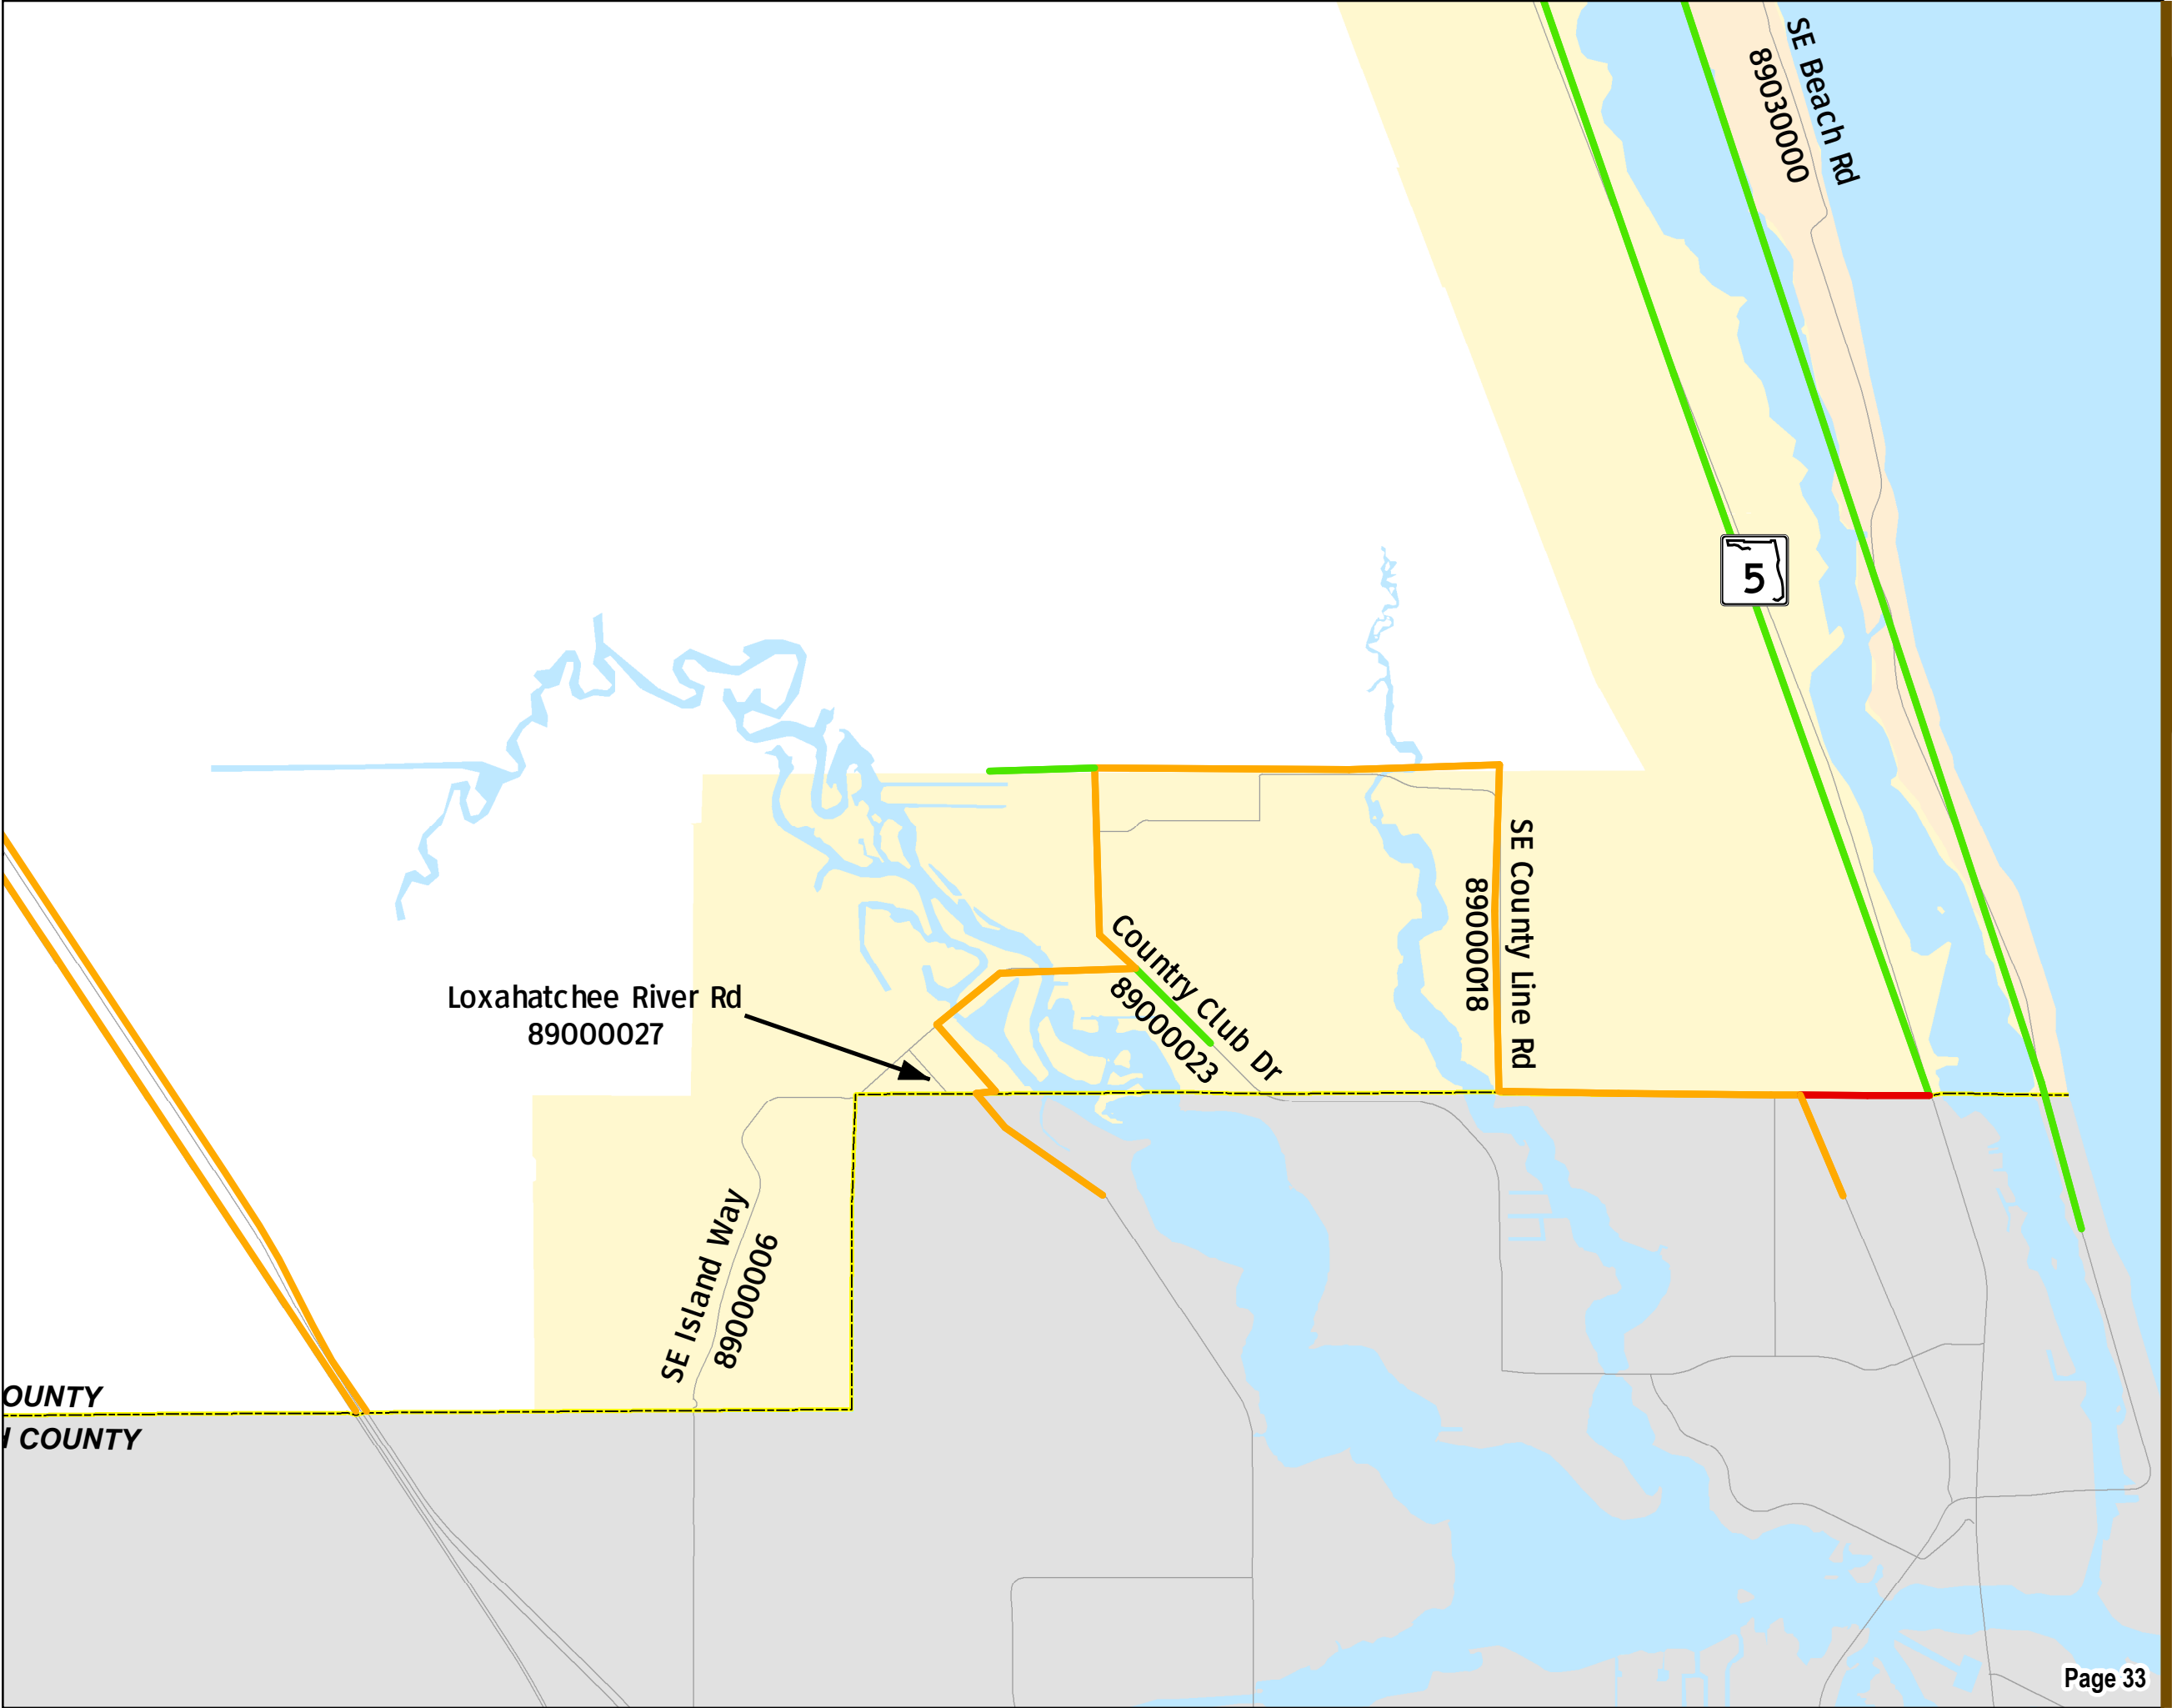 SE Beach Rd
89030000
5
SE County Line Rd
89000018
Country Club Dr
89000023
Loxahatchee River Rd
89000027
SE Island Way
89000006
OUNTY
COUNTY
Page 33